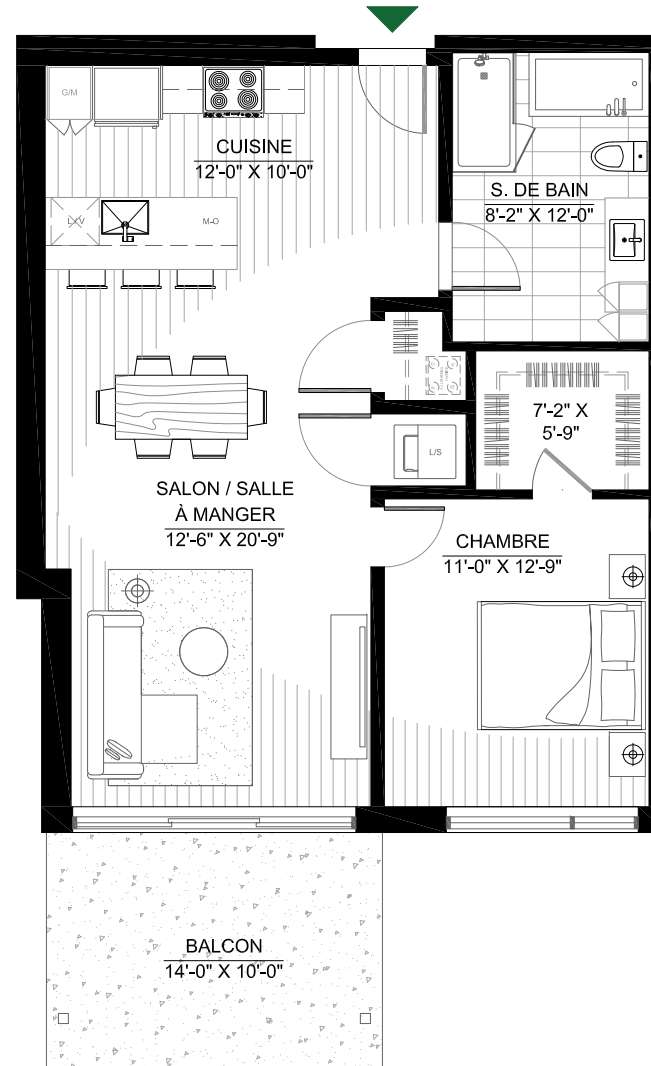 G/M
CUISINE
12'-0" X 10'-0"
S. DE BAIN
8'-2" X 12'-0"
L/V
M-O
7'-2" X
5'-9"
L/S
SALON / SALLE
À MANGER
12'-6" X 20'-9"
CHAMBRE
11'-0" X 12'-9"
BALCON
14'-0" X 10'-0"